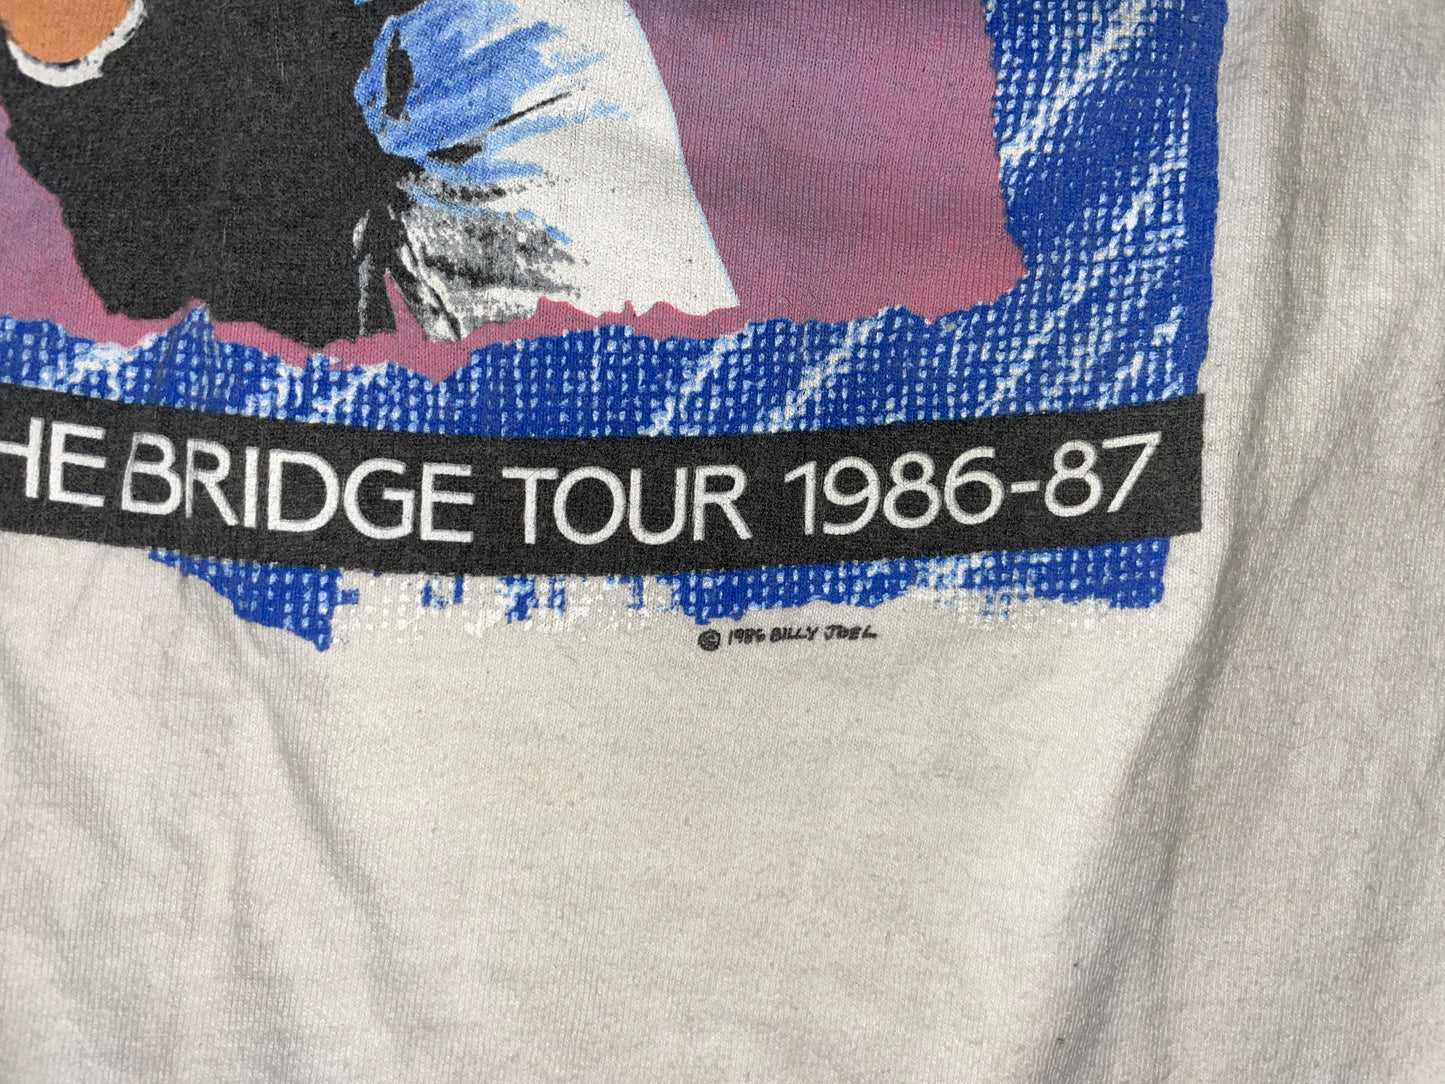 HE BRIDGE TOUR 1986-87
© 1986 BILLY JOEL